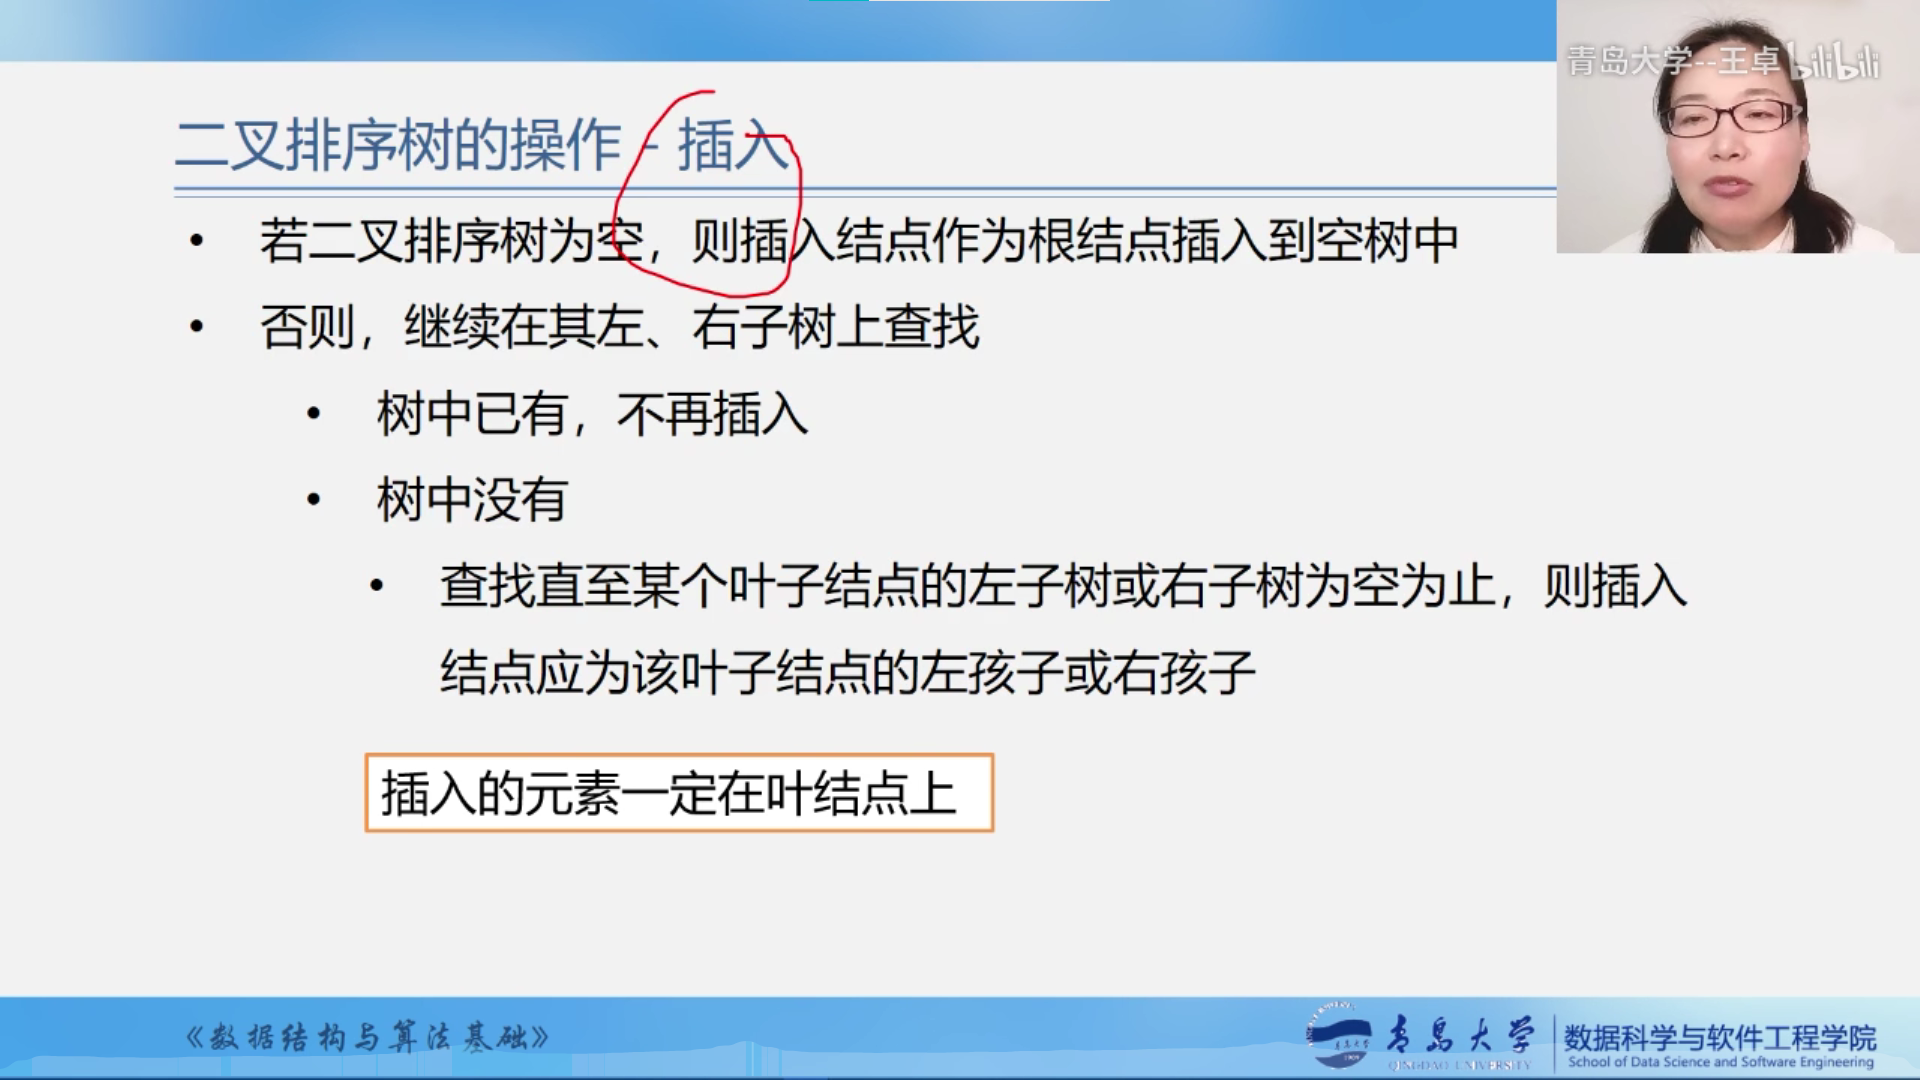 青岛大学--王卓 bilibili
二叉排序树的操作 - 插入
• 若二叉排序树为空，则插入结点作为根结点插入到空树中
• 否则，继续在其左、右子树上查找
• 树中已有，不再插入
• 树中没有
• 查找直至某个叶子结点的左子树或右子树为空为止，则插入
结点应为该叶子结点的左孩子或右孩子
插入的元素一定在叶结点上
《数据结构与算法基础》
青岛大学
QINGDAO UNIVERSITY
数据科学与软件工程学院
School of Data Science and Software Engineering